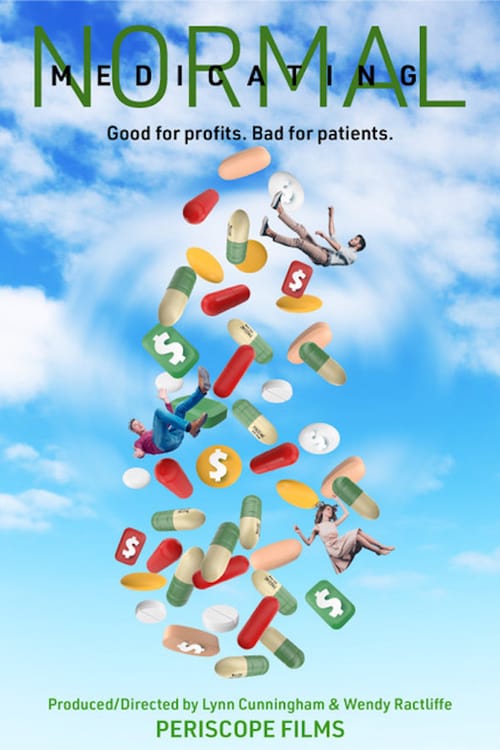 MEDICATING
NORMAL
Good for profits. Bad for patients.
$
$
$
$
$
$
Produced/Directed by Lynn Cunningham & Wendy Ractliffe
PERISCOPE FILMS